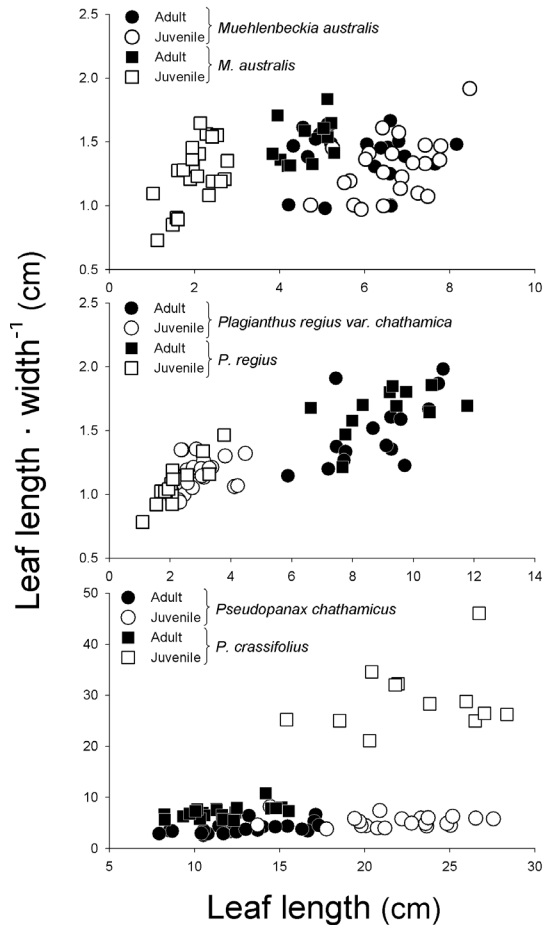 2.5
Adult
Juvenile
Muehlenbeckia australis
Adult
Juvenile
M. australis
2.0
1.5
1.0
0.5
0 2 4 6 8 10
2.5
Adult
Juvenile
Plagianthus regius var. chathamica
Adult
Juvenile
P. regius
2.0
1.5
1.0
0.5
0 2 4 6 8 10 12 14
50
Adult
Juvenile
Pseudopanax chathamicus
Adult
Juvenile
P. crassifolius
40
30
20
10
0
5 10 15 20 25 30
Leaf length · width-1 (cm)
Leaf length (cm)